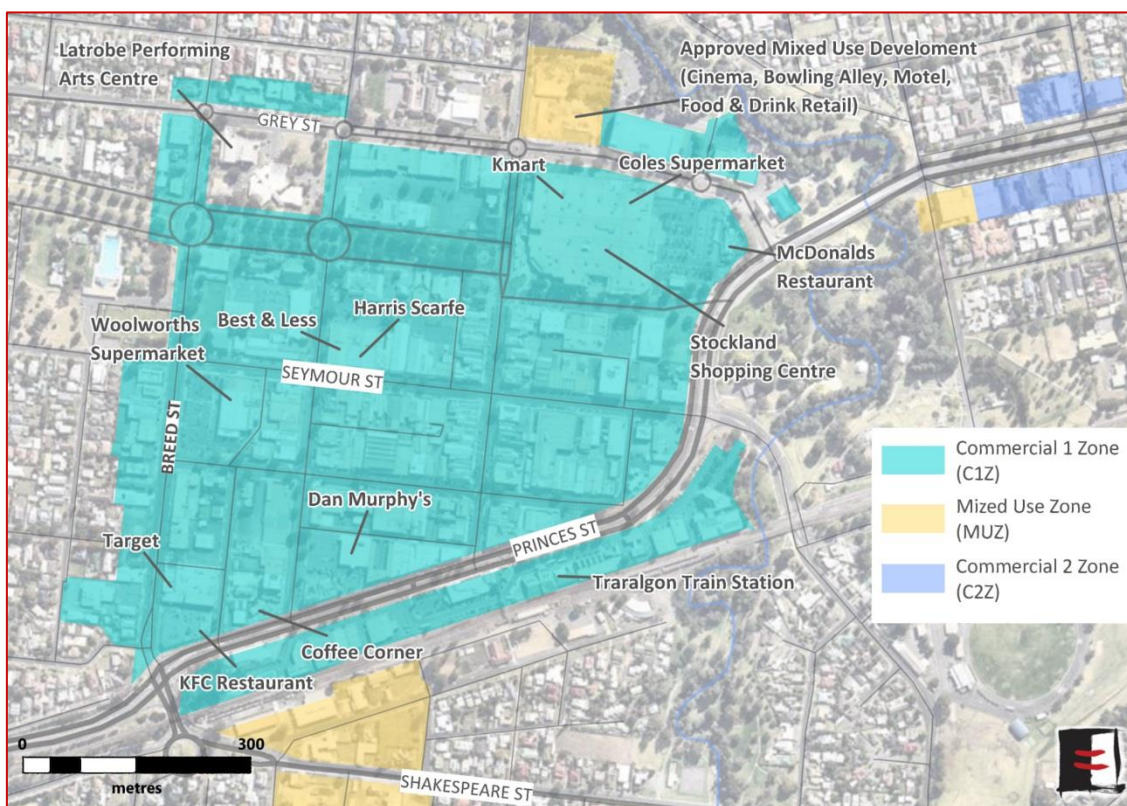 Latrobe Performing
Arts Centre
Approved Mixed Use Develoment
(Cinema, Bowling Alley, Motel,
Food & Drink Retail)
GREY ST
Kmart
Coles Supermarket
McDonalds
Restaurant
Harris Scarfe
Best & Less
Woolworths
Supermarket
Stockland
Shopping Centre
SEYMOUR ST
BREED ST
Commercial 1 Zone
(C1Z)
Mized Use Zone
(MUZ)
Commercial 2 Zone
(C2Z)
Dan Murphy's
PRINCES ST
Target
Traralgon Train Station
Coffee Corner
KFC Restaurant
0 300
metres
SHAKESPEARE ST